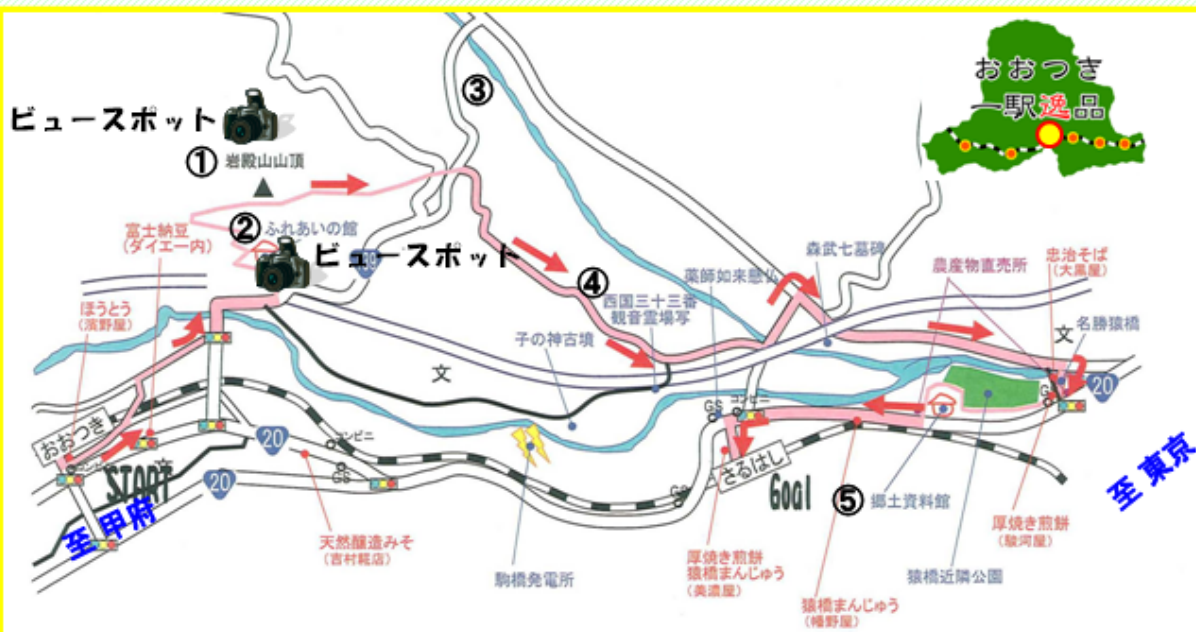 おおつき
一駅逸品
ビュースポット
① 岩殿山山頂
③
② ふれあいの館
ビュースポット
富士納豆
(ダイエー内)
ほうとう
(濱野屋)
④
西国三十三番
観音霊場写
薬師如来懸仏
森武七墓碑
農産物直売所
忠治そば
(大黒屋)
文
名勝猿橋
子の神古墳
文
20
GS
コンビニ
GS
おおつき
コンビニ
START
文
20
コンビニ
GS
20
GS
さるはし
Goal
⑤ 郷土資料館
至 東京
至 甲府
天然醸造みそ
(吉村糀店)
駒橋発電所
厚焼き煎餅
猿橋まんじゅう
(美濃屋)
猿橋まんじゅう
(幡野屋)
猿橋近隣公園
厚焼き煎餅
(駿河屋)